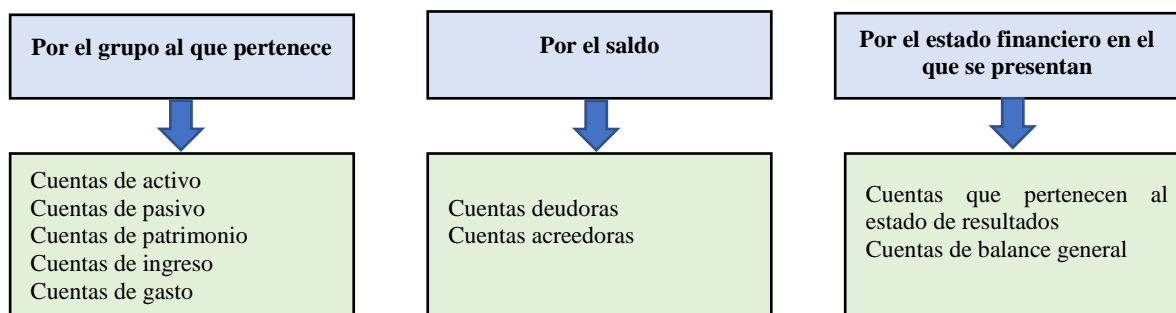 Por el grupo al que pertenece
Cuentas de activo
Cuentas de pasivo
Cuentas de patrimonio
Cuentas de ingreso
Cuentas de gasto
Por el saldo
Cuentas deudoras
Cuentas acreedoras
Por el estado financiero en el
que se presentan
Cuentas que pertenecen al
estado de resultados
Cuentas de balance general